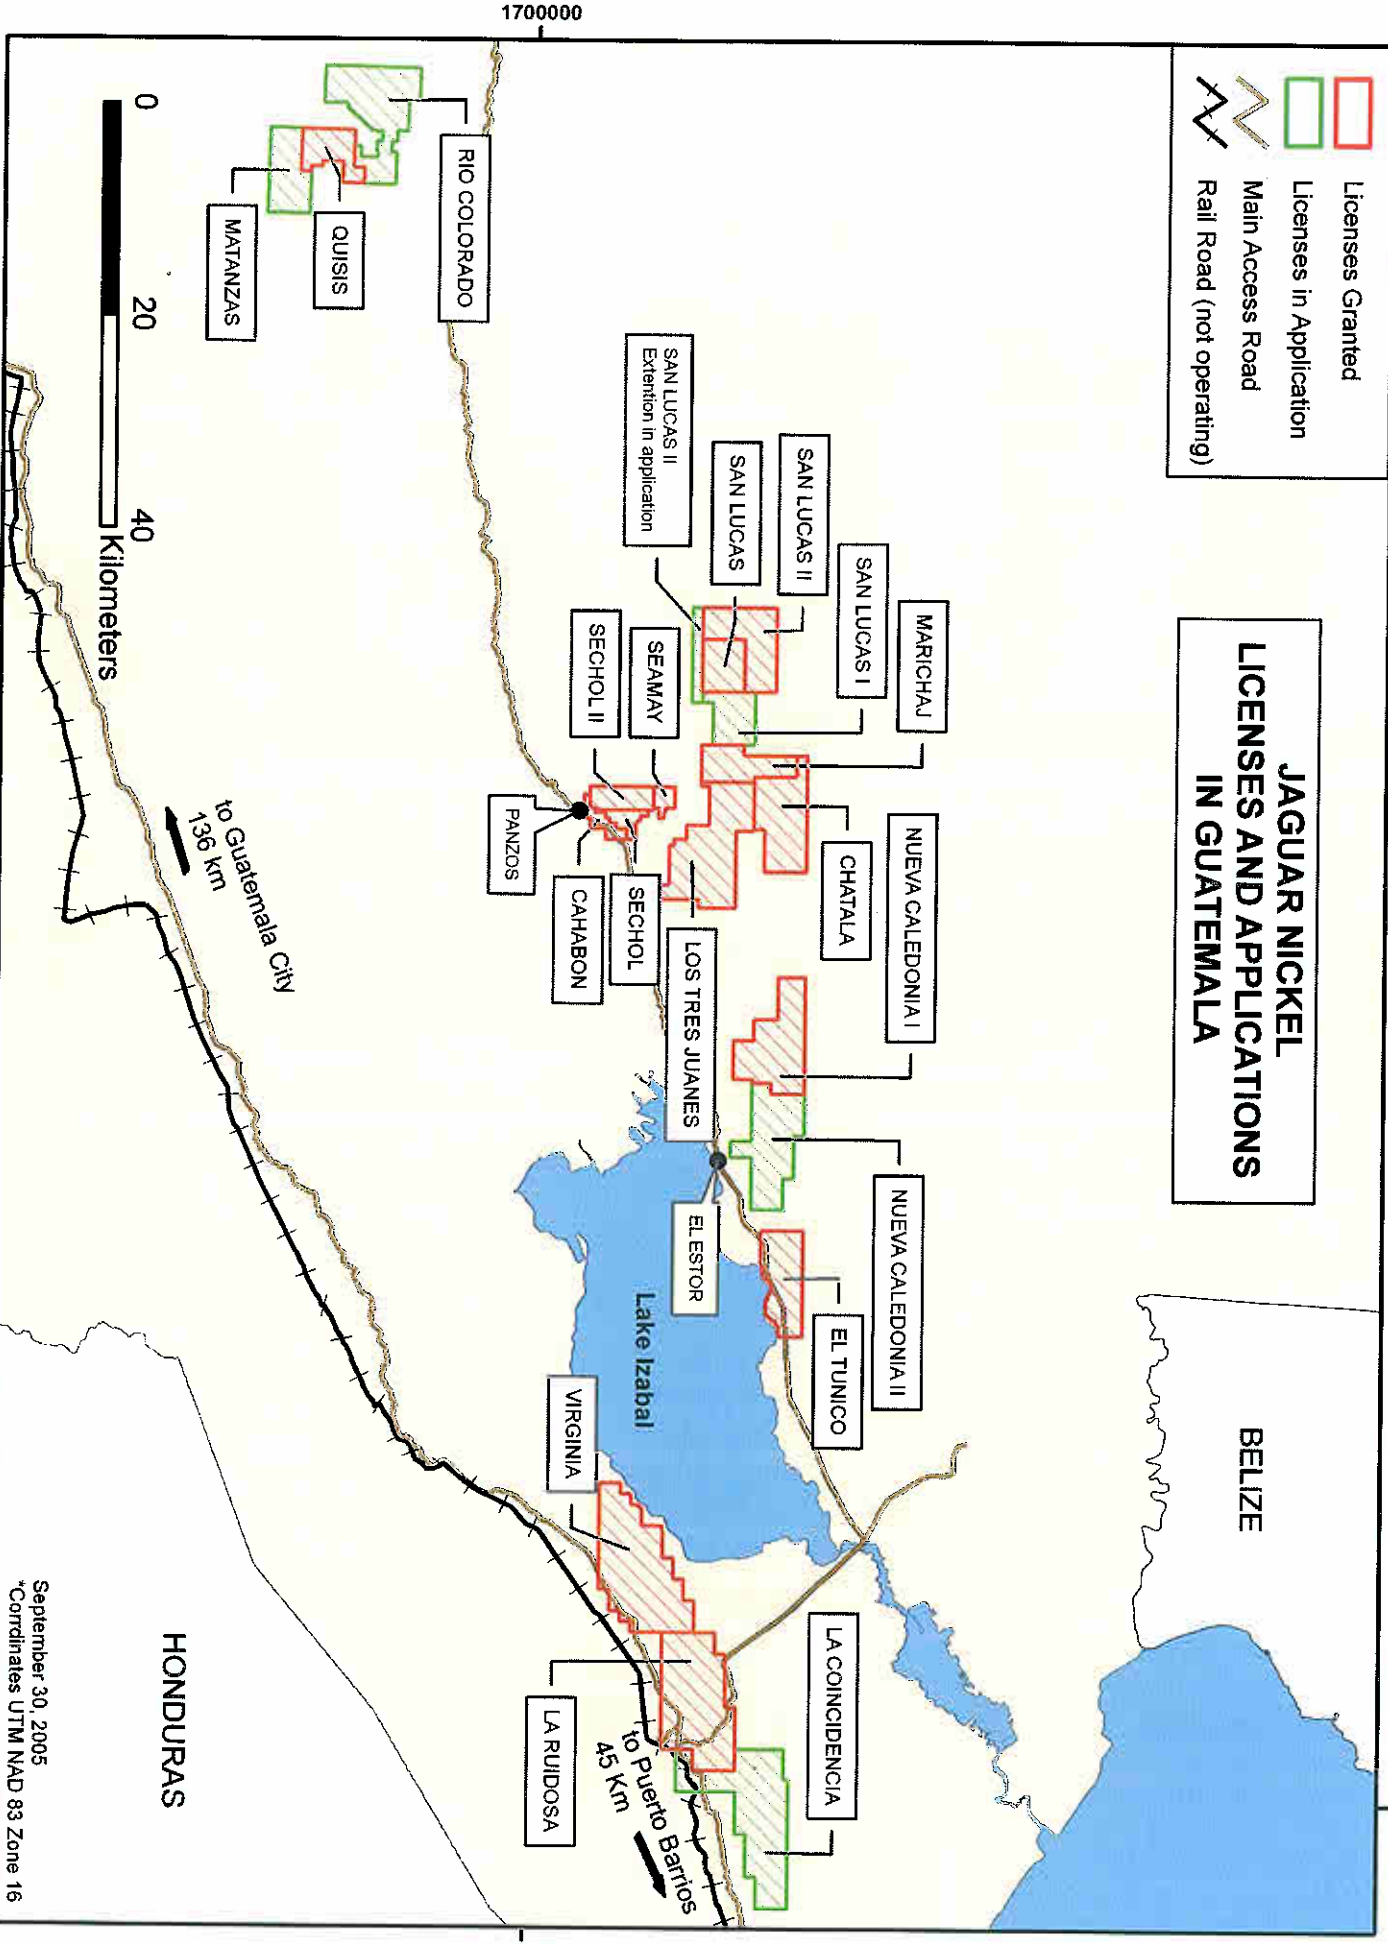 1700000
JAGUAR NICKEL
LICENSES AND APPLICATIONS
IN GUATEMALA
Licenses Granted
Licenses in Application
Main Access Road
Rail Road (not operating)
BELIZE
MARICHAJ
SAN LUCAS I
SAN LUCAS II
SAN LUCAS
SAN LUCAS II
Extention in application
NUEVA CALEDONIA I
NUEVA CALEDONIA II
CHATALA
EL TUNICO
LA COINCIDENCIA
SEAMAY
SECHOL II
LOS TRES JUANES
EL ESTOR
SECHOL
CAHABON
PANZOS
Lake Izabal
VIRGINIA
LA RUIDOSA
to Puerto Barrios
45 Km
RIO COLORADO
QUISIS
MATANZAS
to Guatemala City
136 km
0
20
40
Kilometers
HONDURAS
September 30, 2005
*Corrdinates UTM NAD 83 Zone 16